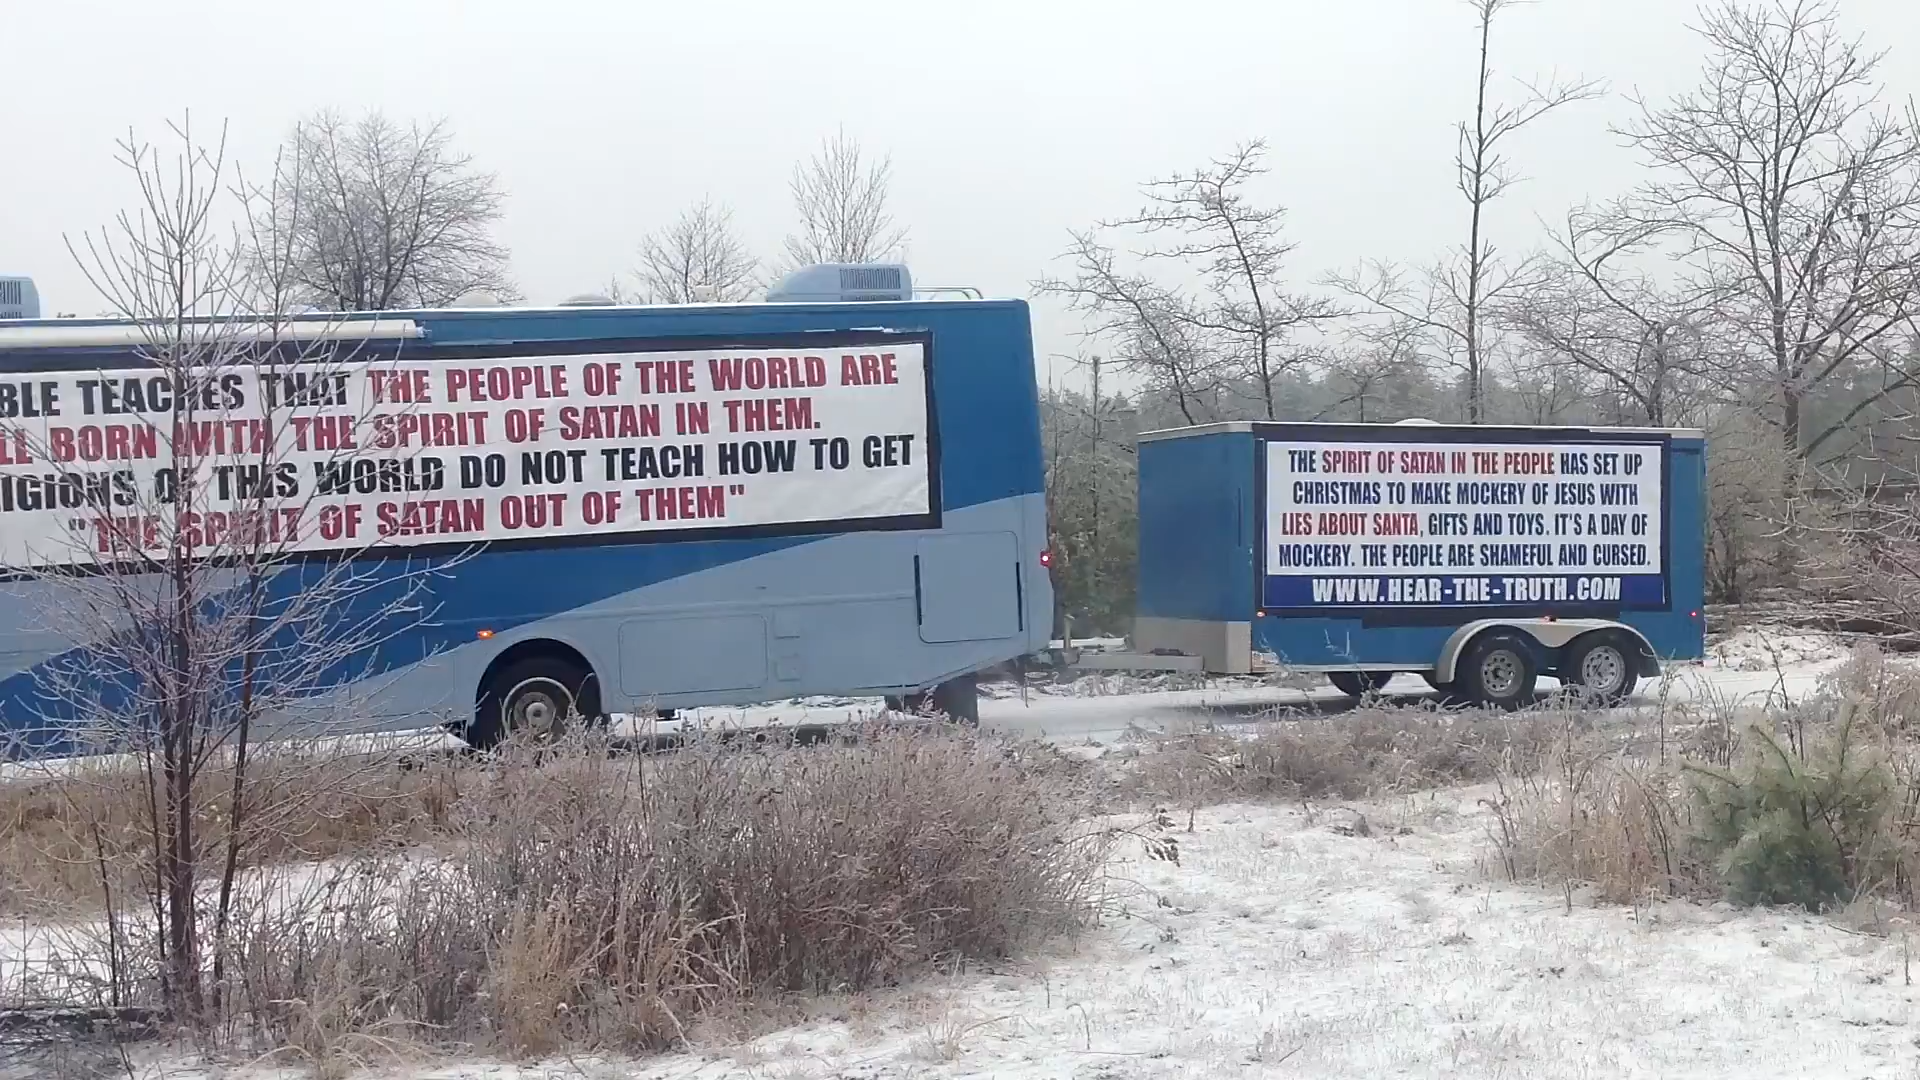 BLE TEACHES THAT THE PEOPLE OF THE WORLD ARE
LL BORN WITH THE SPIRIT OF SATAN IN THEM.
IGIONS OF THIS WORLD DO NOT TEACH HOW TO GET
"THE SPIRIT OF SATAN OUT OF THEM"
THE SPIRIT OF SATAN IN THE PEOPLE HAS SET UP
CHRISTMAS TO MAKE MOCKERY OF JESUS WITH
LIES ABOUT SANTA, GIFTS AND TOYS. IT'S A DAY OF
MOCKERY. THE PEOPLE ARE SHAMEFUL AND CURSED.
WWW.HEAR-THE-TRUTH.COM